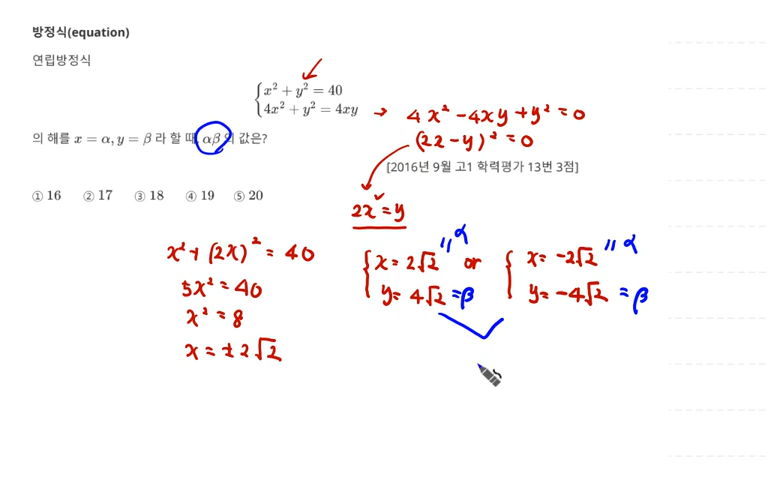 방정식(equation)
연립방정식
x² + y² = 40
4x² + y² = 4xy → 4x² - 4xy + y² = 0
(2x - y)² = 0
의 해를 x = α, y = β 라 할 때 αβ의 값은?
[2016년 9월 고1 학력평가 13번 3점]
① 16 ② 17 ③ 18 ④ 19 ⑤ 20
2x = y
x² + (2x)² = 40
5x² = 40
x² = 8
x = ±2√2
x = 2√2 = α or x = -2√2 = α
y = 4√2 = β y = -4√2 = β